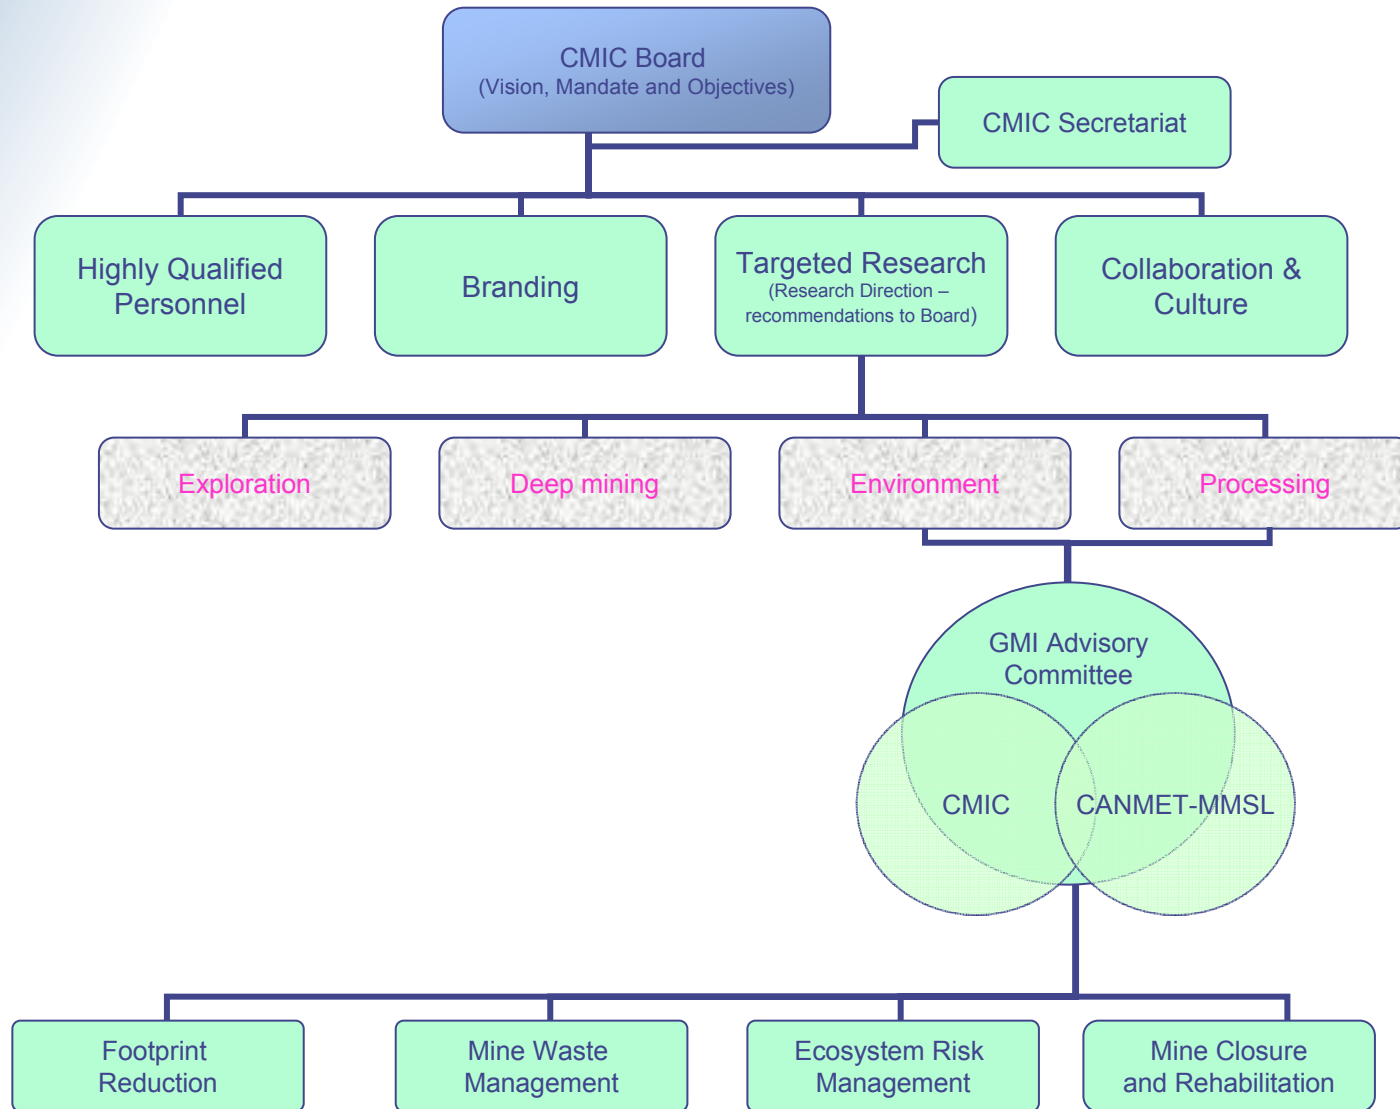 CMIC Board
(Vision, Mandate and Objectives)
CMIC Secretariat
Highly Qualified
Personnel
Branding
Targeted Research
(Research Direction –
recommendations to Board)
Collaboration &
Culture
Exploration
Deep mining
Environment
Processing
GMI Advisory
Committee
CMIC
CANMET-MMSL
Footprint
Reduction
Mine Waste
Management
Ecosystem Risk
Management
Mine Closure
and Rehabilitation